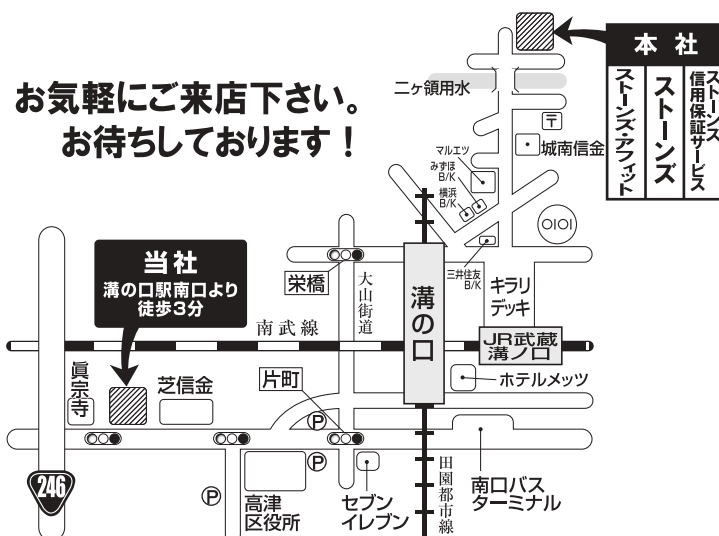 お気軽にご来店下さい。
お待ちしております！
本社
ストーンズ・アフィット
ストーンズ
ストーンズ
信用保証サービス
二ヶ領用水
〒
城南信金
マルエツ
みずほ
B/K
横浜
B/K
OIOI
三井住友
B/K
キラリ
デッキ
当社
溝の口駅南口より
徒歩3分
栄橋
大山街道
溝の口
南武線
JR武蔵
溝ノ口
ホテルメッツ
眞宗寺
芝信金
片町
P
P
P
246
高津
区役所
セブン
イレブン
田園都市線
南口バス
ターミナル